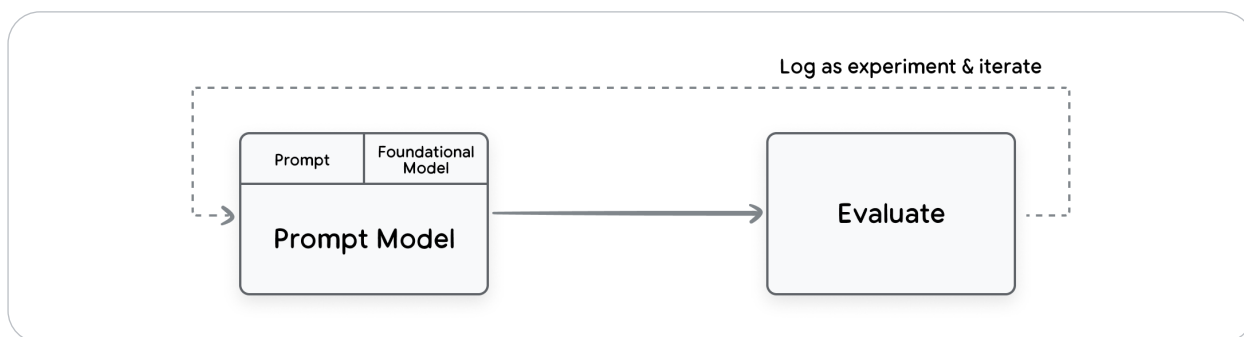 Log as experiment & iterate
Prompt
Foundational
Model
Prompt Model
Evaluate